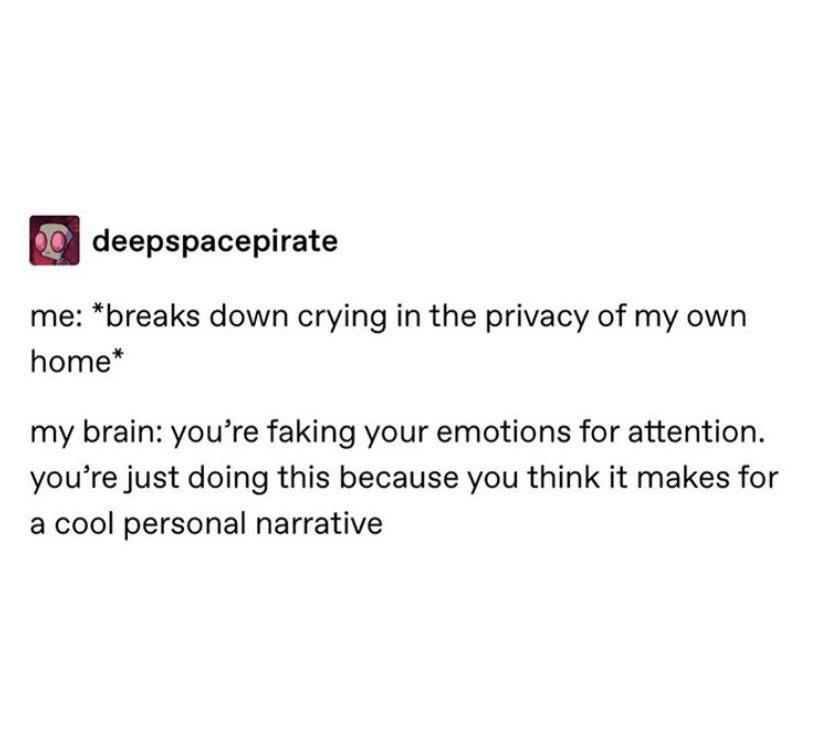 deepspacepirate
me: *breaks down crying in the privacy of my own
home*
my brain: you’re faking your emotions for attention.
you’re just doing this because you think it makes for
a cool personal narrative